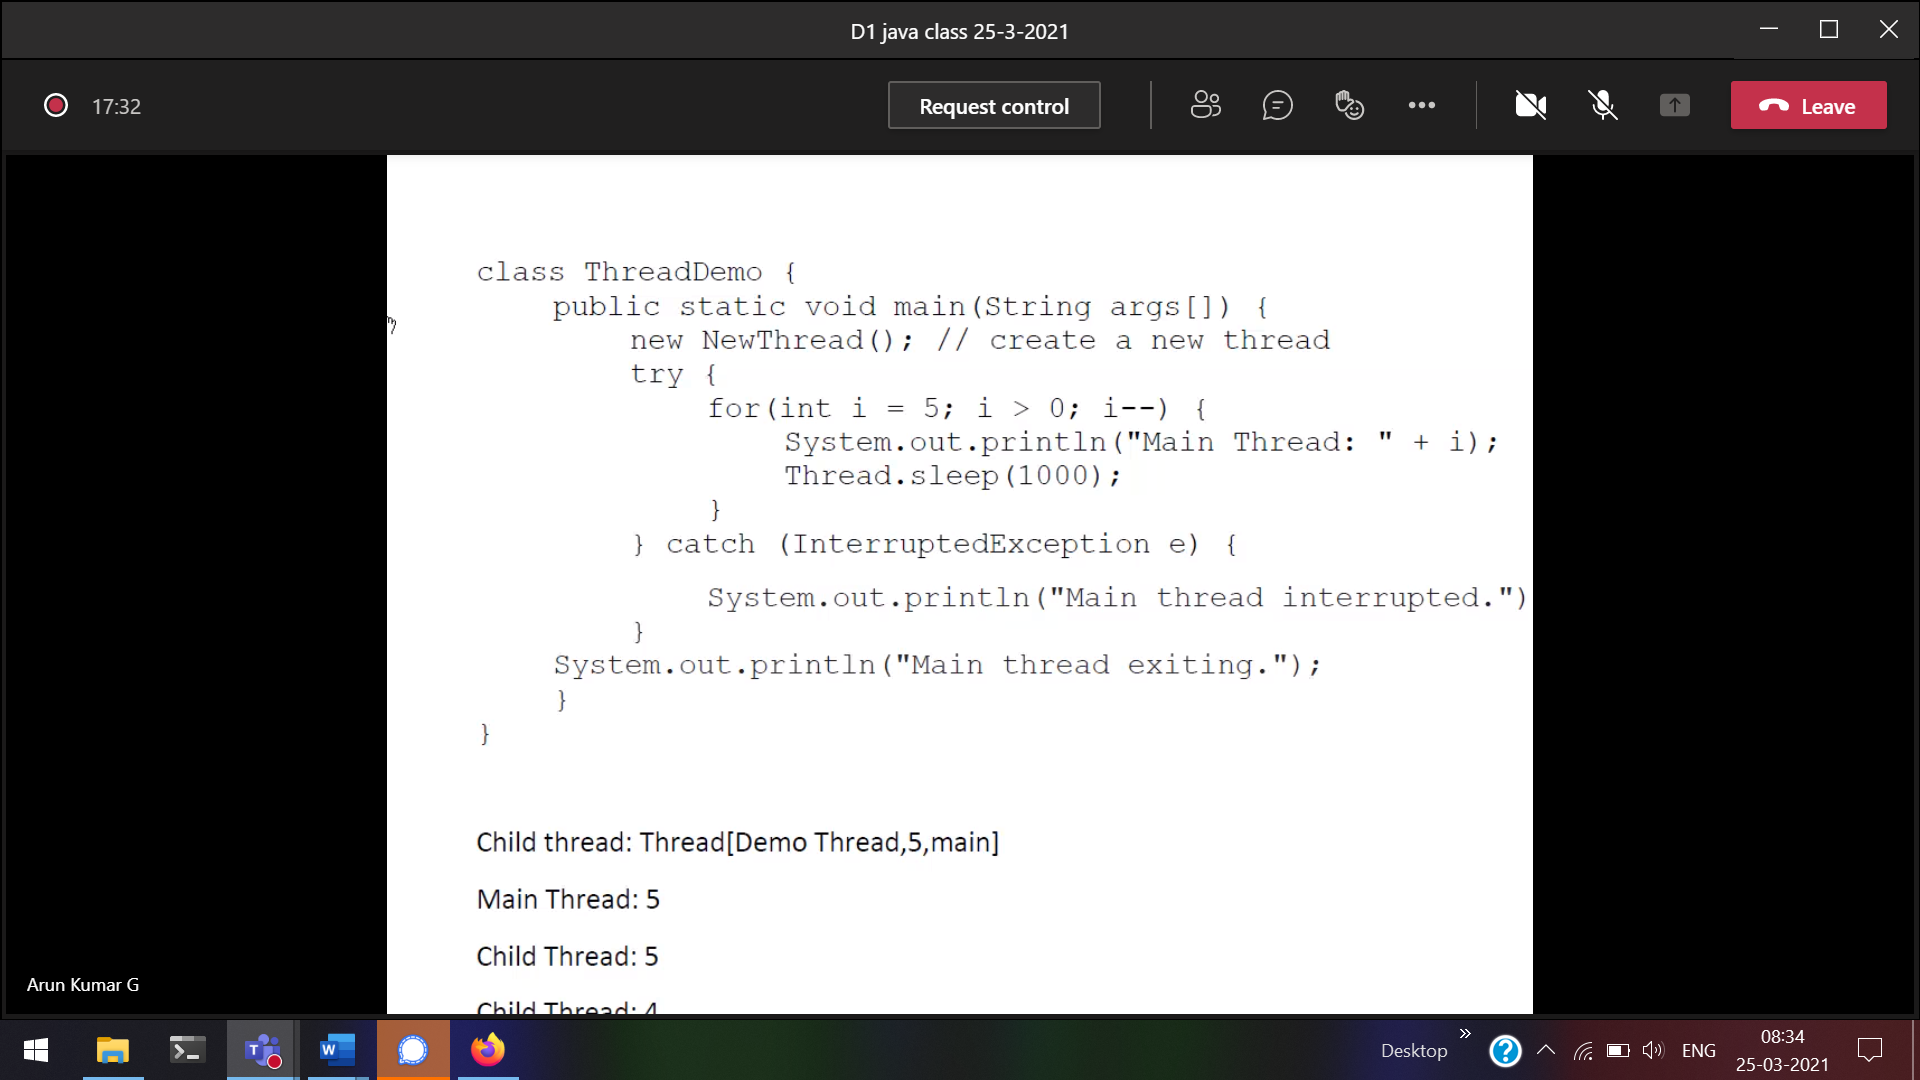 D1 java class 25-3-2021
17:32
Request control
Leave
class ThreadDemo {
public static void main(String args[]) {
new NewThread(); // create a new thread
try {
for(int i = 5; i > 0; i--) {
System.out.println("Main Thread: " + i);
Thread.sleep(1000);
}
} catch (InterruptedException e) {
System.out.println("Main thread interrupted.")
}
System.out.println("Main thread exiting.");
}
}
Child thread: Thread[Demo Thread,5,main]
Main Thread: 5
Child Thread: 5
Child Thread: 4
Arun Kumar G
Desktop
ENG
08:34
25-03-2021